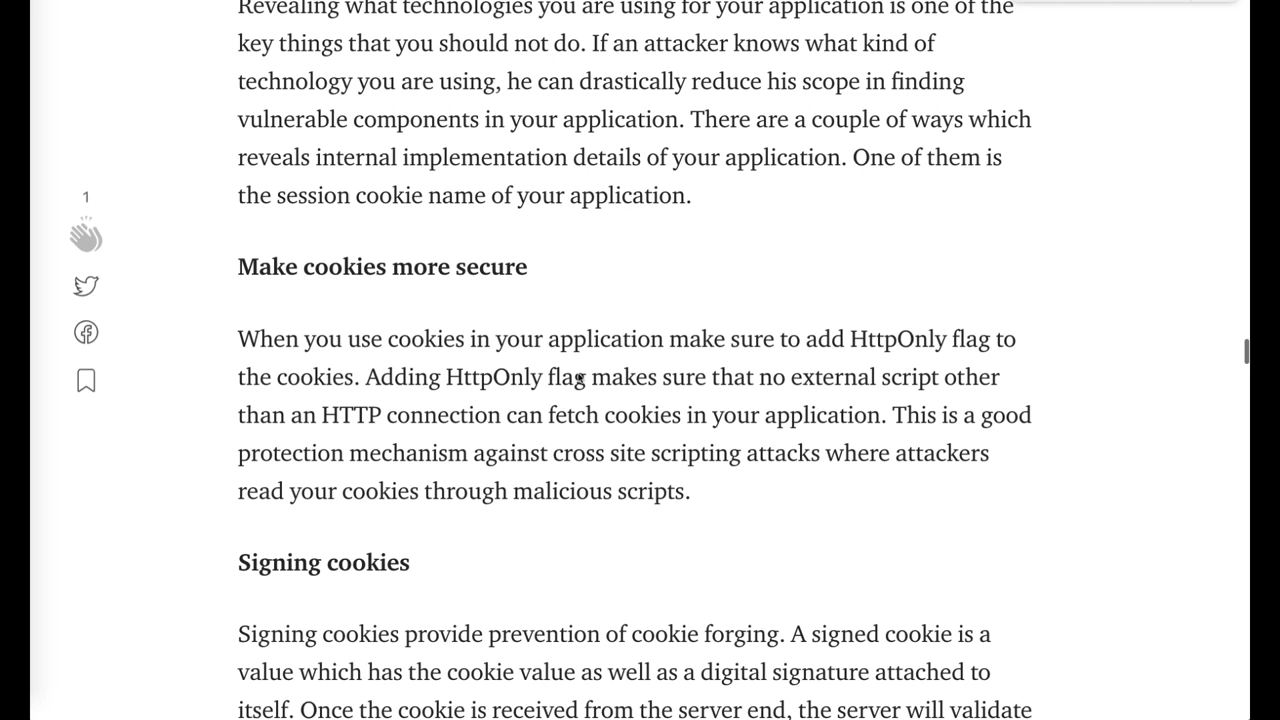 Revealing what technologies you are using for your application is one of the
key things that you should not do. If an attacker knows what kind of
technology you are using, he can drastically reduce his scope in finding
vulnerable components in your application. There are a couple of ways which
reveals internal implementation details of your application. One of them is
the session cookie name of your application.
1
Make cookies more secure
When you use cookies in your application make sure to add HttpOnly flag to
the cookies. Adding HttpOnly flag makes sure that no external script other
than an HTTP connection can fetch cookies in your application. This is a good
protection mechanism against cross site scripting attacks where attackers
read your cookies through malicious scripts.
Signing cookies
Signing cookies provide prevention of cookie forging. A signed cookie is a
value which has the cookie value as well as a digital signature attached to
itself. Once the cookie is received from the server end, the server will validate